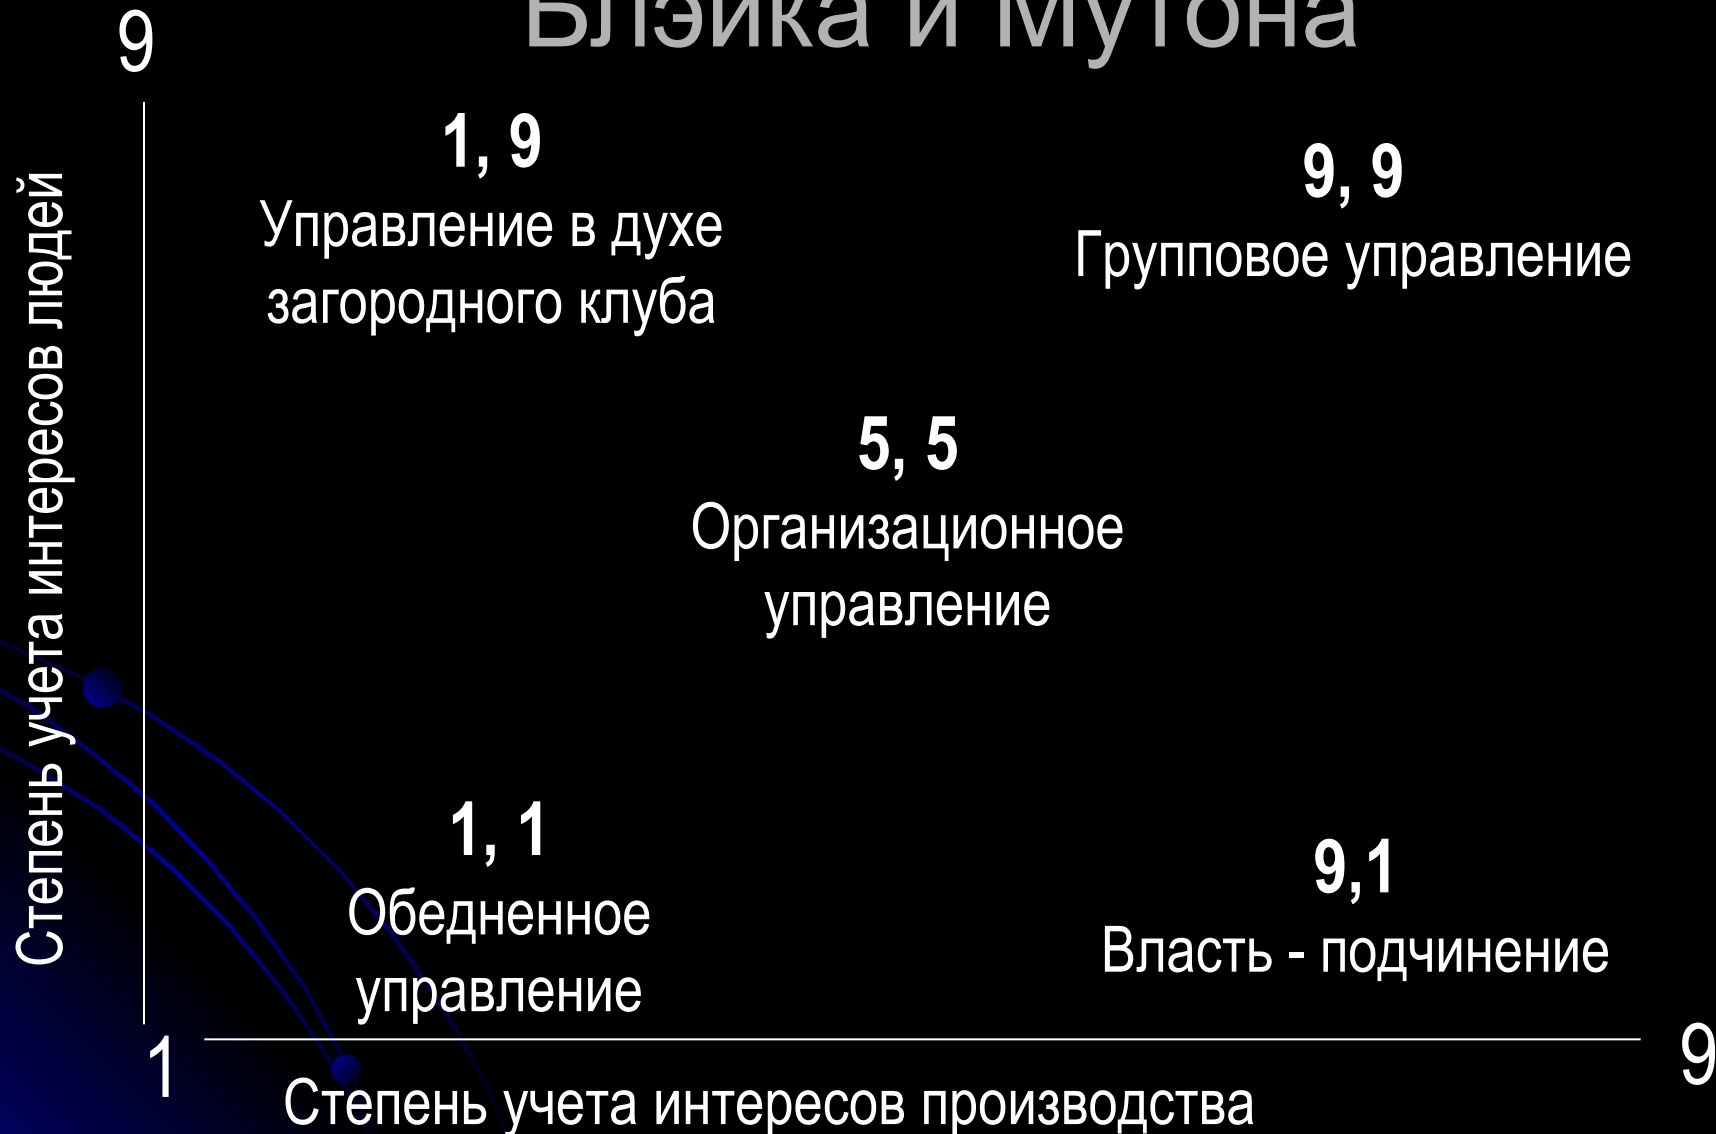 Блэйка и Мутона
9
1, 9
Управление в духе
загородного клуба
9, 9
Групповое управление
Степень учета интересов людей
5, 5
Организационное
управление
1, 1
Обедненное
управление
9,1
Власть - подчинение
1
9
Степень учета интересов производства